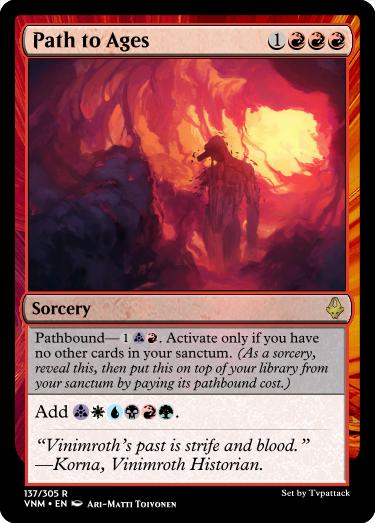 Path to Ages 1
Sorcery
Pathbound— 1 . Activate only if you have
no other cards in your sanctum. (As a sorcery,
reveal this, then put this on top of your library from
your sanctum by paying its pathbound cost.)
Add .
“Vinimroth's past is strife and blood.”
—Korna, Vinimroth Historian.
137/305 R Set by Tvpattack
VNM • EN Ari-Matti Toivonen